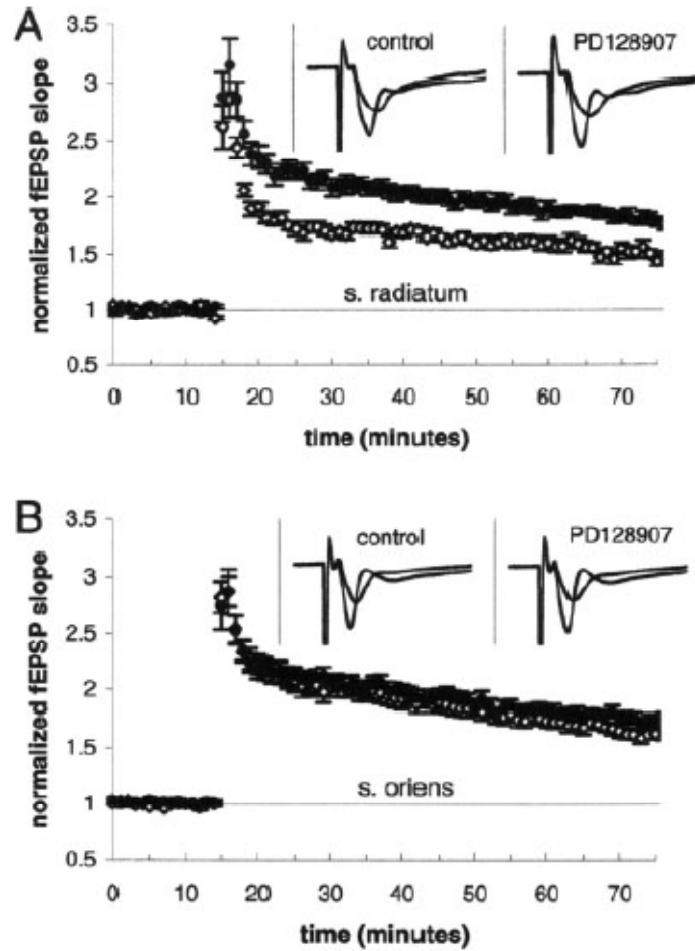 A
normalized fEPSP slope
3.5
3
2.5
2
1.5
1
0.5
control
PD128907
s. radiatum
0 10 20 30 40 50 60 70
time (minutes)
B
normalized fEPSP slope
3.5
3
2.5
2
1.5
1
0.5
control
PD128907
s. oriens
0 10 20 30 40 50 60 70
time (minutes)